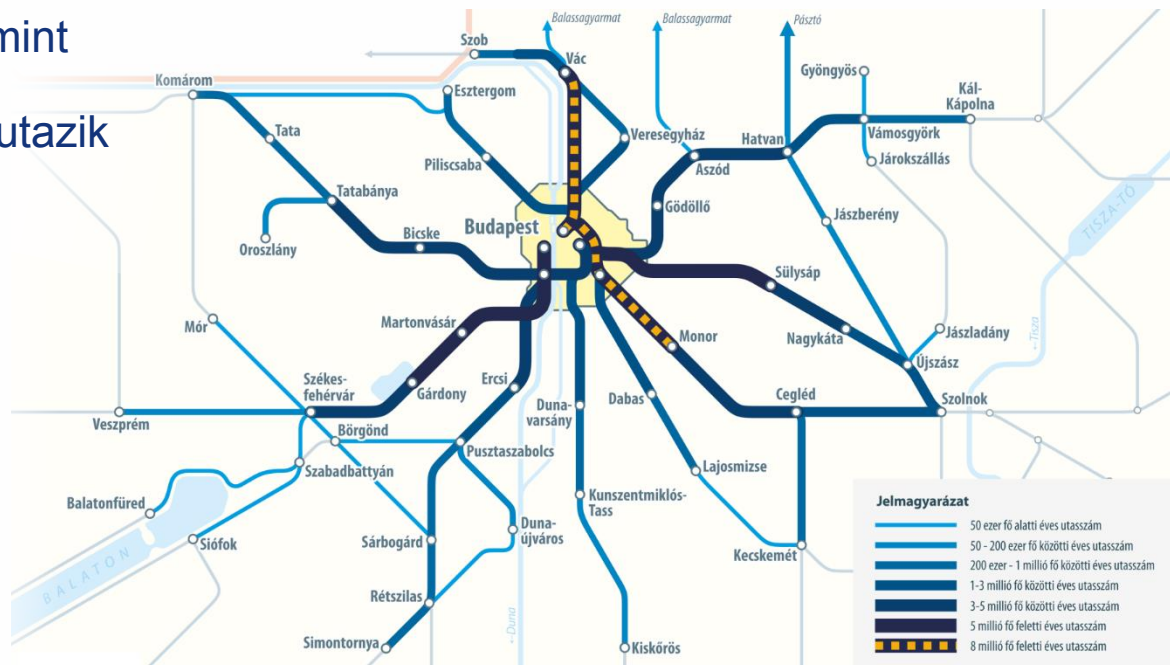 mint
utazik
Balassagyarmat
Balassagyarmat
Pásztó
Szob
Vác
Gyöngyös
Komárom
Esztergom
Kál-
Kápolna
Tata
Veresegyház
Hatvan
Vámosgyörk
Piliscsaba
Aszód
Járokszállás
Tatabánya
Gödöllő
Jászberény
TISZA-TÓ
Budapest
Bicske
Oroszlány
Sülysáp
Mór
Martonvásár
Monor
Nagykáta
Jászladány
←Tisza
Székes-
fehérvár
Gárdony
Ercsi
Újszász
Duna-
varsány
Dabas
Cegléd
Szolnok
Veszprém
Börgönd
Pusztaszabolcs
Szabadbattyán
Lajosmizse
Balatonfüred
Kunszentmiklós-
Tass
Siófok
Sárbogárd
Duna-
újváros
Kecskemét
BALATON
Rétszilas
←Duna
Simontornya
Kiskőrös
Jelmagyarázat
50 ezer fő alatti éves utasszám
50 - 200 ezer fő közötti éves utasszám
200 ezer - 1 millió fő közötti éves utasszám
1-3 millió fő közötti éves utasszám
3-5 millió fő közötti éves utasszám
5 millió fő feletti éves utasszám
8 millió fő feletti éves utasszám